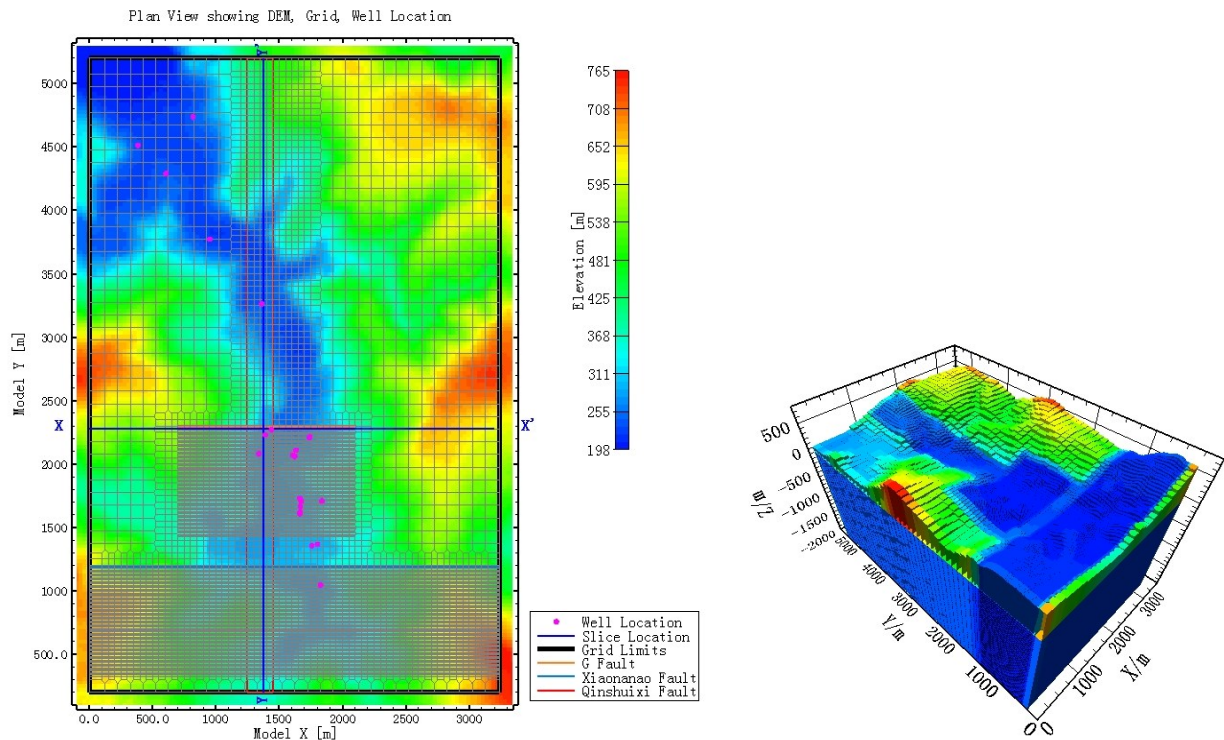 Plan View showing DEM, Grid, Well Location
Y'
5000
4500
4000
3500
3000
2500
2000
1500
1000
500.0
Model Y [m]
X
X'
Y
0.0
500.0
1000
1500
2000
2500
3000
Model X [m]
765
708
652
595
538
481
425
368
311
255
198
Elevation [m]
Well Location
Slice Location
Grid Limits
G Fault
Xiaonanao Fault
Qinshuixi Fault
500
0
-500
-1000
-1500
-2000
m/Z
5000
4000
3000
2000
1000
0
Y/m
0
1000
2000
3000
X/m